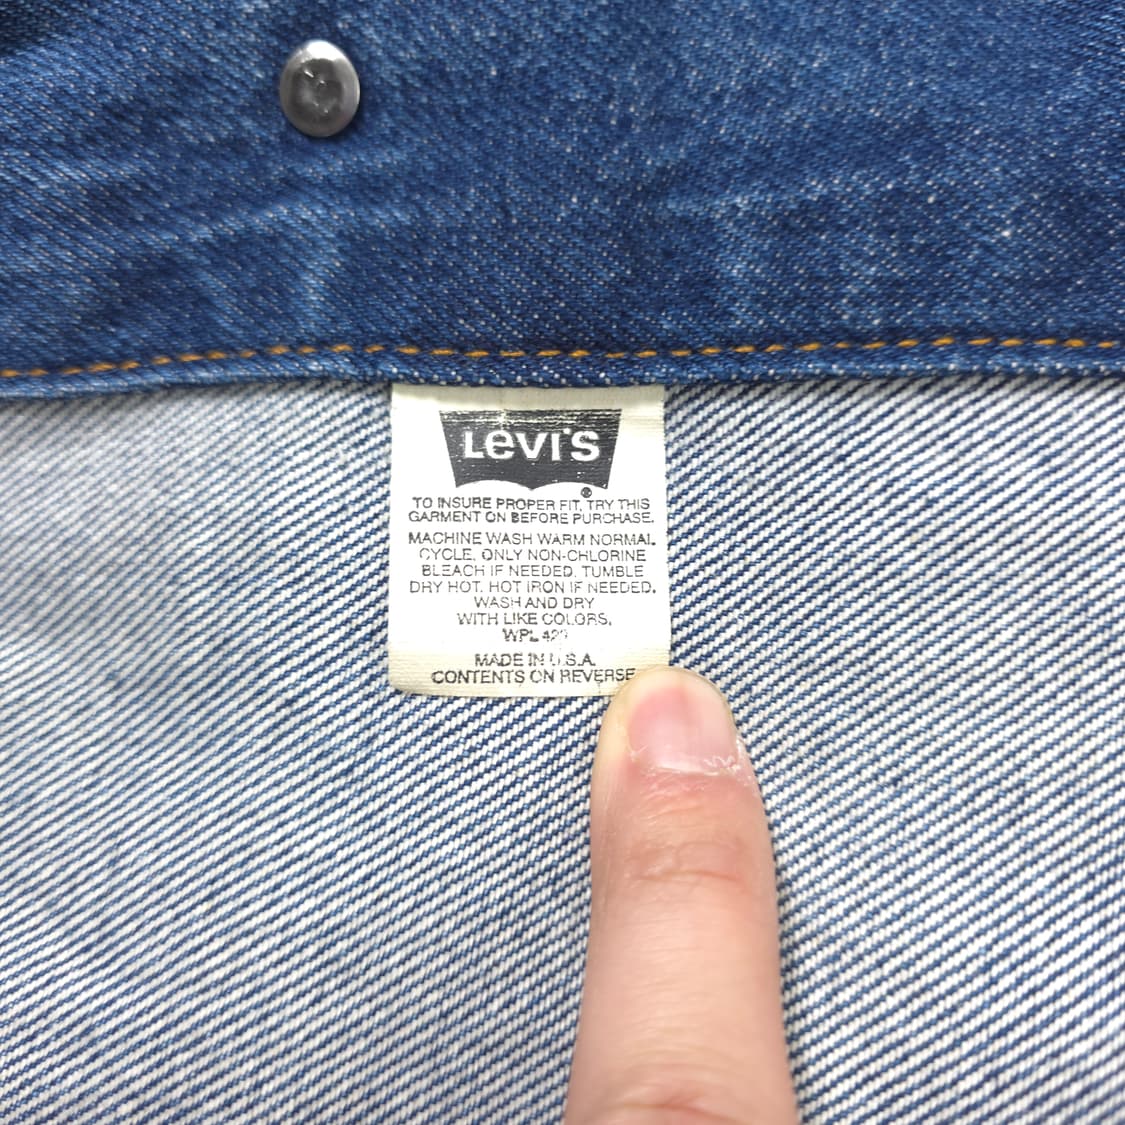 LEVI'S
®
TO INSURE PROPER FIT, TRY THIS
GARMENT ON BEFORE PURCHASE.
MACHINE WASH WARM NORMAL
CYCLE, ONLY NON-CHLORINE
BLEACH IF NEEDED. TUMBLE
DRY HOT. HOT IRON IF NEEDED.
WASH AND DRY
WITH LIKE COLORS.
WPL
MADE IN U.S.A.
CONTENTS ON REVERSE